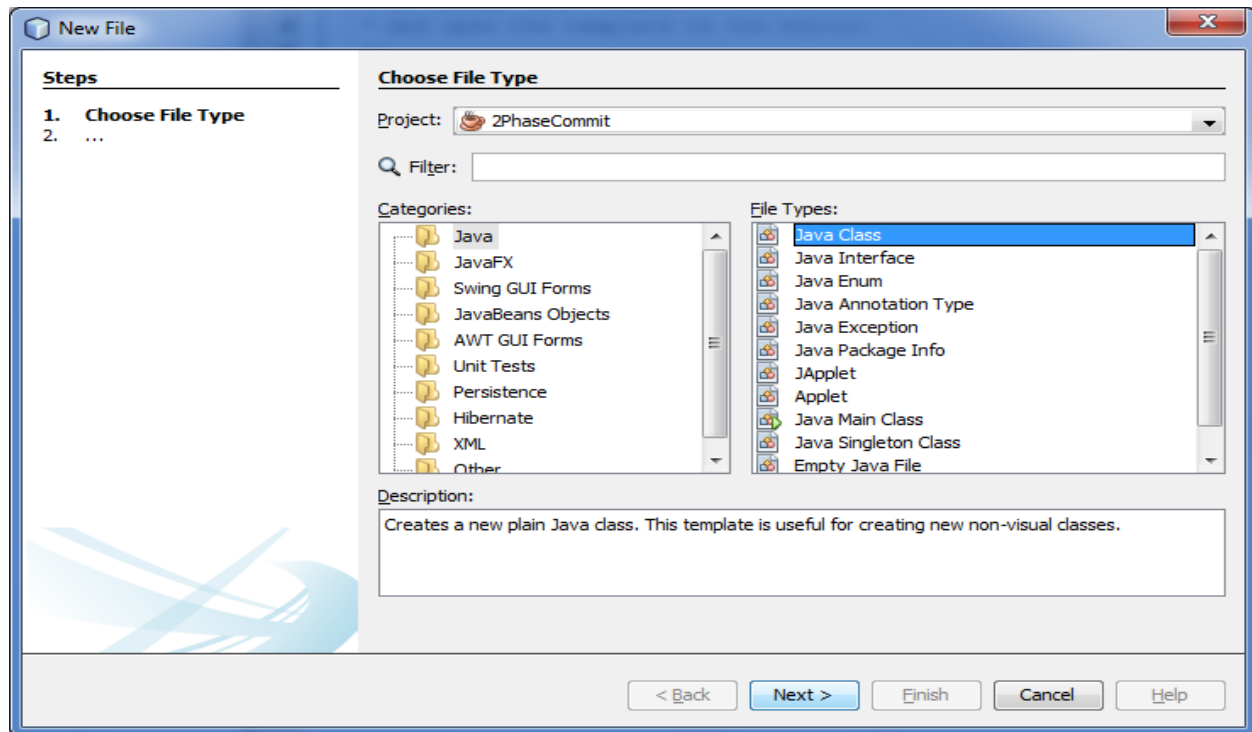 New File
Steps
1. Choose File Type
2. ...
Choose File Type
Project: 2PhaseCommit
Filter:
Categories:
Java
JavaFX
Swing GUI Forms
JavaBeans Objects
AWT GUI Forms
Unit Tests
Persistence
Hibernate
XML
Other
File Types:
Java Class
Java Interface
Java Enum
Java Annotation Type
Java Exception
Java Package Info
JApplet
Applet
Java Main Class
Java Singleton Class
Empty Java File
Description:
Creates a new plain Java class. This template is useful for creating new non-visual classes.
< Back Next > Finish Cancel Help